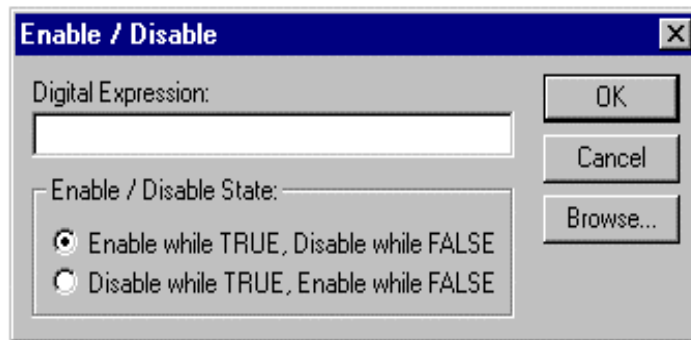 Enable / Disable
Digital Expression:
OK
Cancel
Browse...
Enable / Disable State:
Enable while TRUE, Disable while FALSE
Disable while TRUE, Enable while FALSE